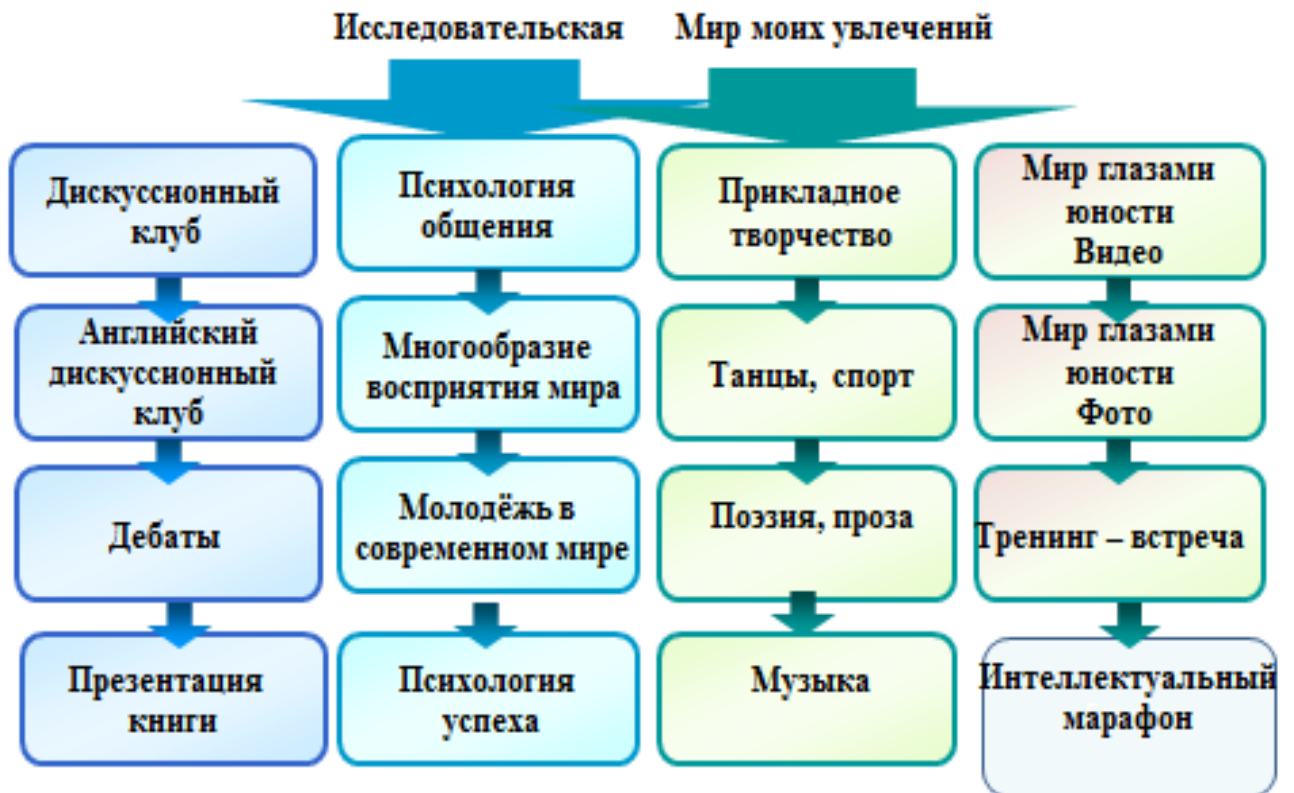 Исследовательская
Мир моих увлечений
Дискуссионный
клуб
Английский
дискуссионный
клуб
Дебаты
Презентация
книги
Психология
общения
Многообразие
восприятия мира
Молодёжь в
современном мире
Психология
успеха
Прикладное
творчество
Танцы, спорт
Поэзия, проза
Музыка
Мир глазами
юности
Видео
Мир глазами
юности
Фото
Тренинг – встреча
Интеллектуальный
марафон